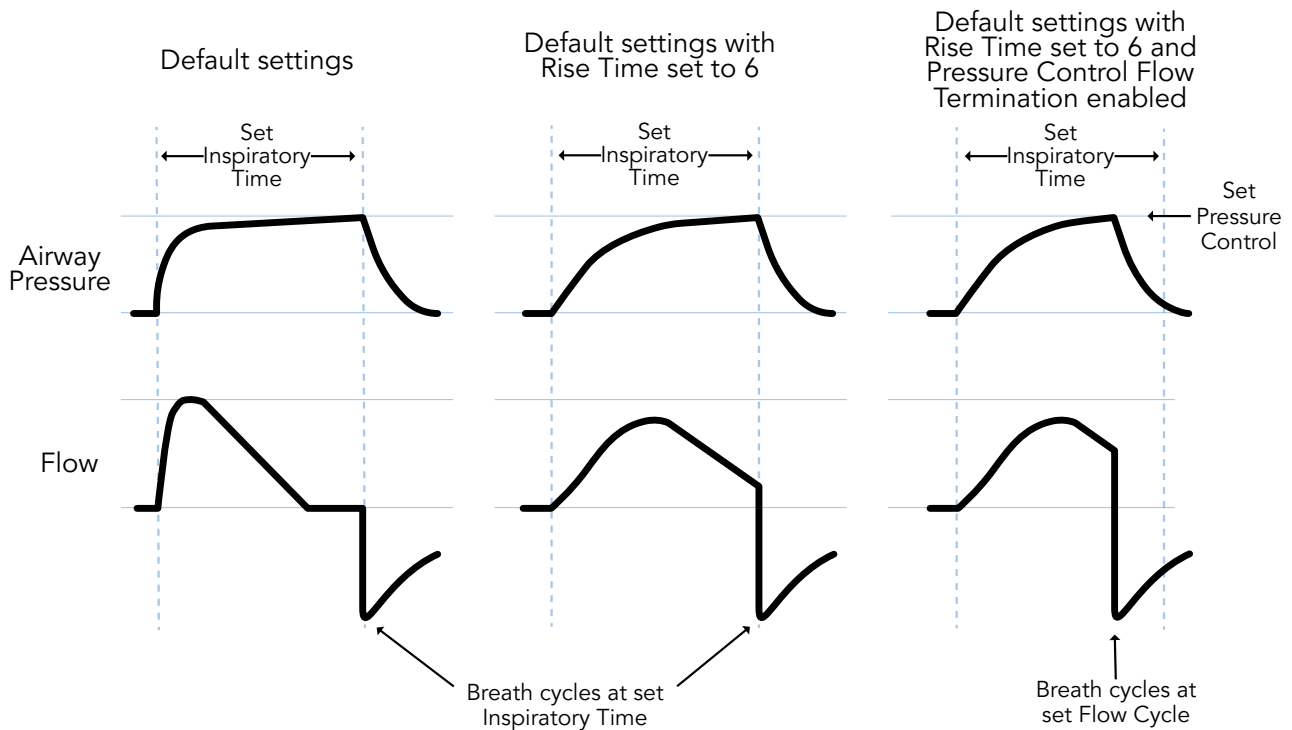 Default settings
Default settings with
Rise Time set to 6
Default settings with
Rise Time set to 6 and
Pressure Control Flow
Termination enabled
Set
Inspiratory
Time
Set
Inspiratory
Time
Set
Inspiratory
Time
Set
Pressure
Control
Airway
Pressure
Flow
Breath cycles at set
Inspiratory Time
Breath cycles at
set Flow Cycle